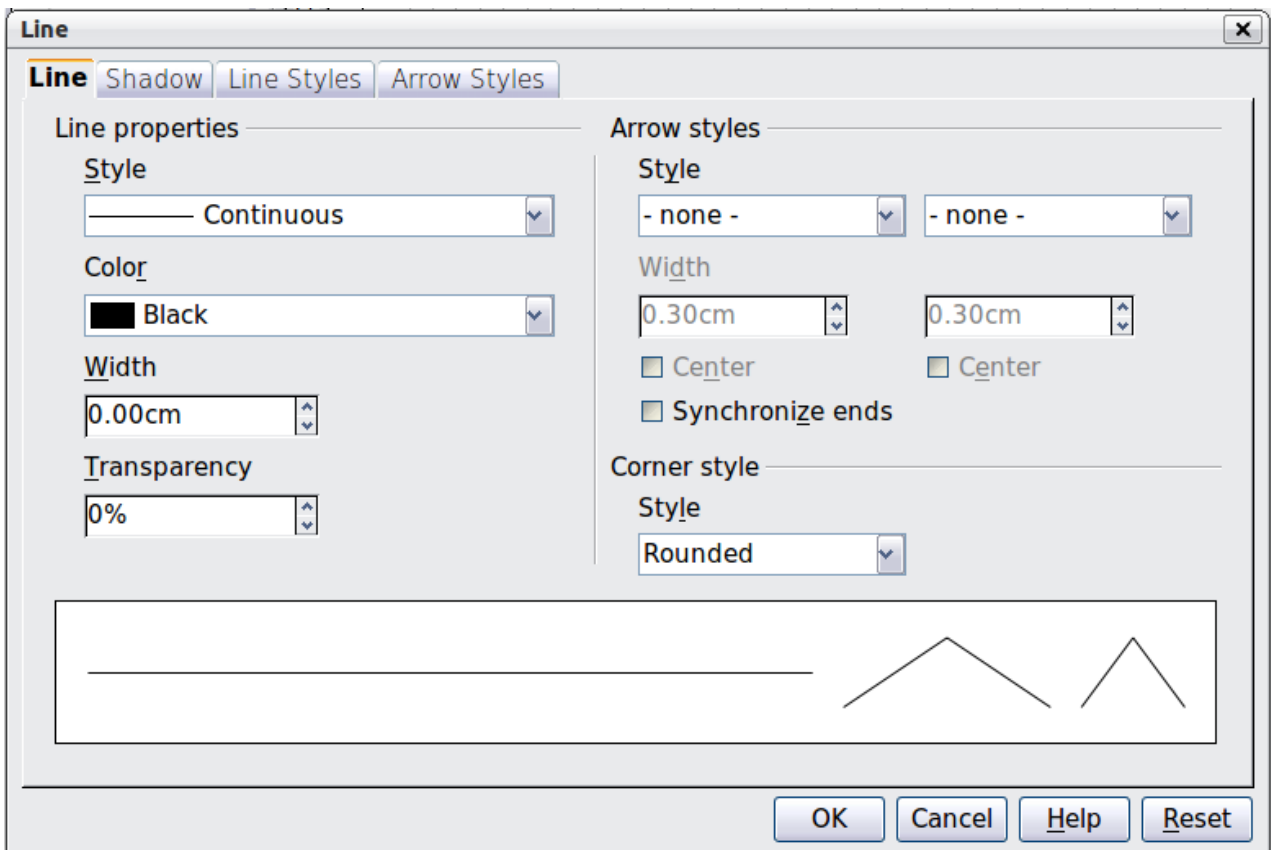 Line
Line Shadow Line Styles Arrow Styles
Line properties
Style
Continuous
Color
Black
Width
0.00cm
Transparency
0%
Arrow styles
Style
- none - - none -
Width
0.30cm 0.30cm
Center Center
Synchronize ends
Corner style
Style
Rounded
OK Cancel Help Reset